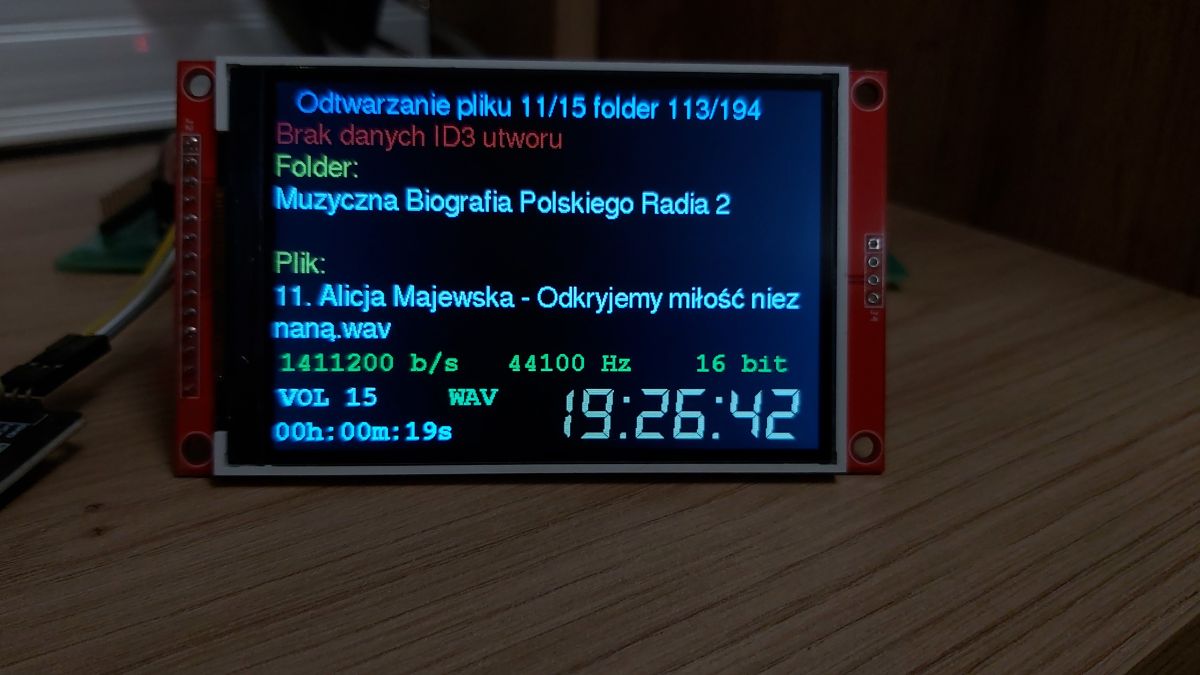 Odtwarzanie pliku 11/15 folder 113/194
Brak danych ID3 utworu
Folder:
Muzyczna Biografia Polskiego Radia 2
Plik:
11. Alicja Majewska - Odkryjemy miłość niez
naną.wav
1411200 b/s 44100 Hz 16 bit
VOL 15 WAV 19:26:42
00h:00m:19s